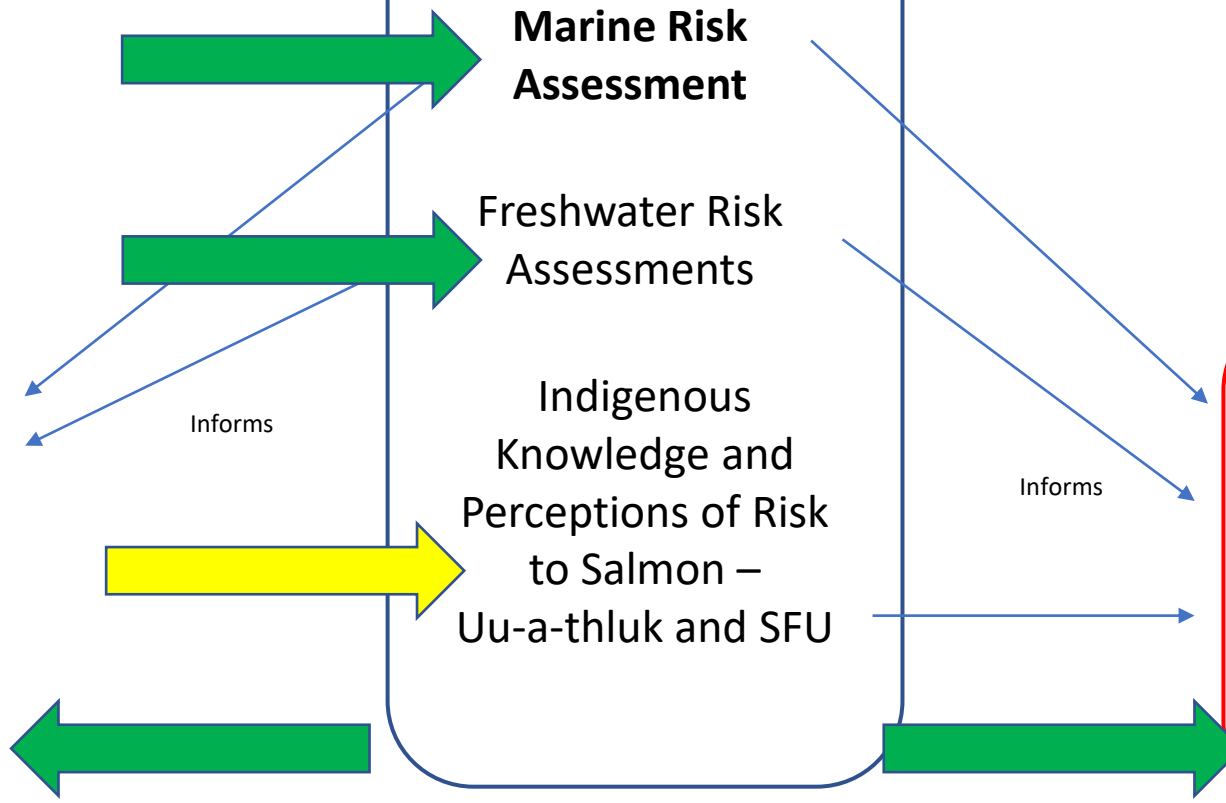 Marine Risk
Assessment
Freshwater Risk
Assessments
Informs
Indigenous
Knowledge and
Perceptions of Risk
to Salmon –
Uu-a-thluk and SFU
Informs